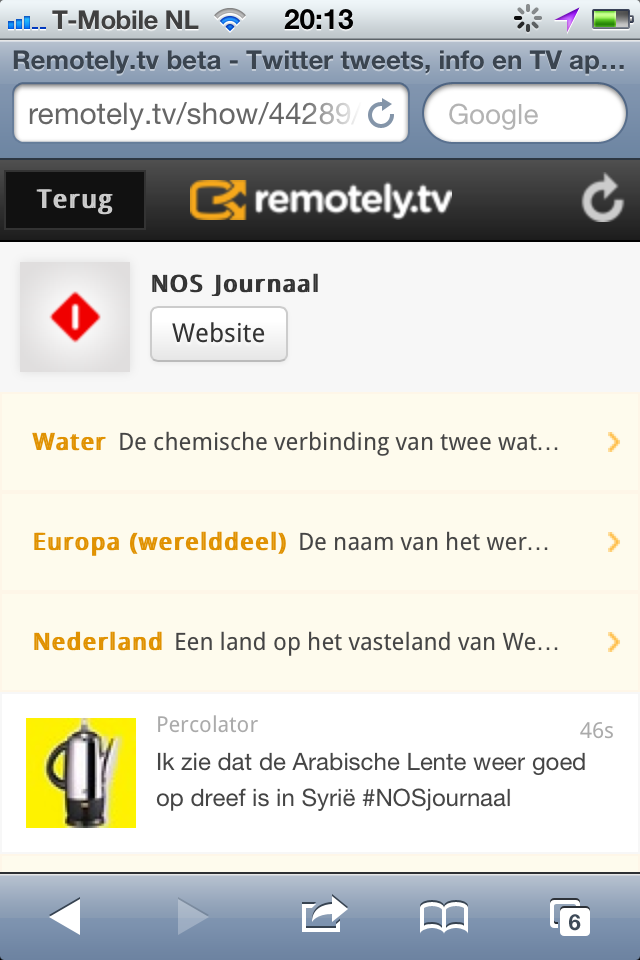 T-Mobile NL 20:13
Remotely.tv beta - Twitter tweets, info en TV ap...
remotely.tv/show/44289/ Google
Terug remotely.tv
NOS Journaal
Website
Water De chemische verbinding van twee wat...
Europa (werelddeel) De naam van het wer...
Nederland Een land op het vasteland van We...
Percolator 46s
Ik zie dat de Arabische Lente weer goed
op dreef is in Syrië #NOSjournaal
6